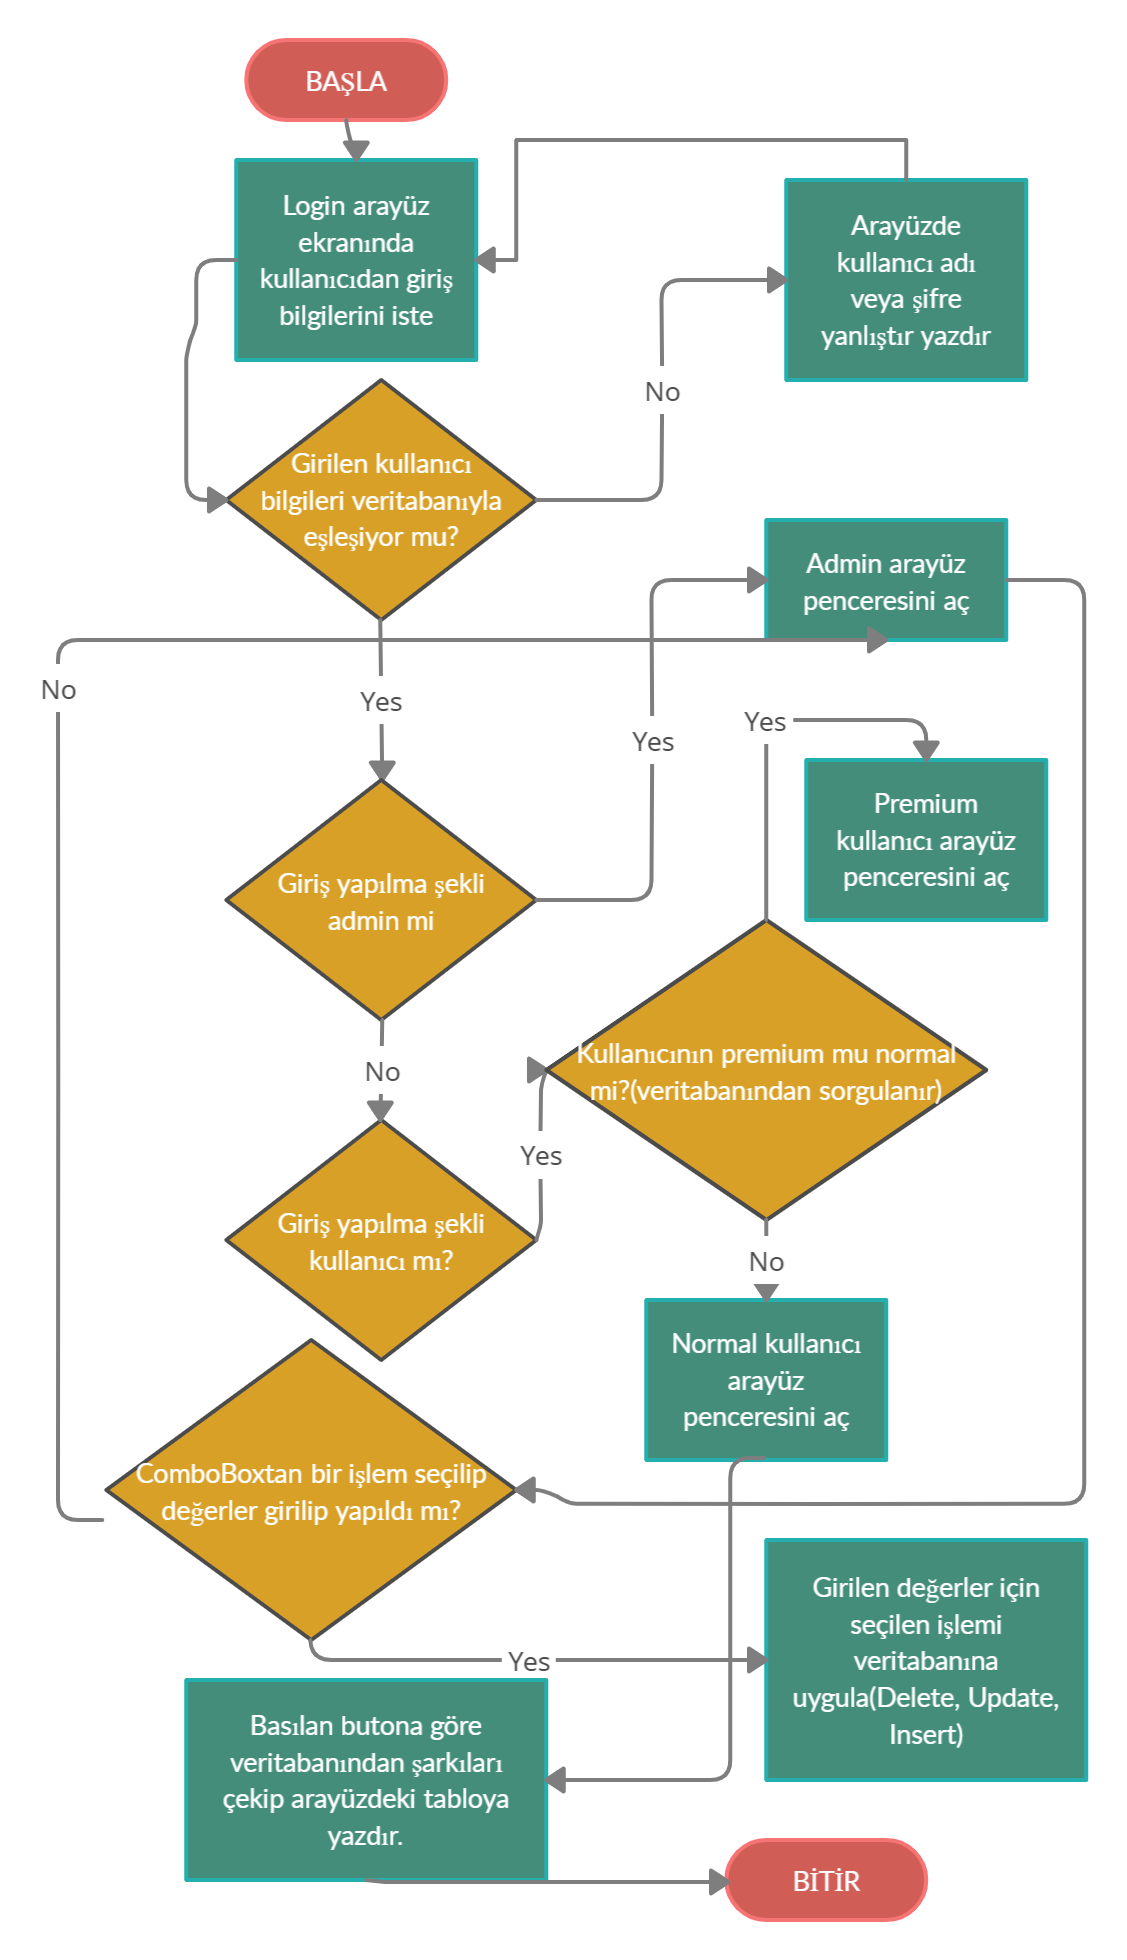 BAŞLA
Login arayüz
ekranında
kullanıcıdan giriş
bilgilerini iste
Arayüzde
kullanıcı adı
veya şifre
yanlıştır yazdır
No
Girilen kullanıcı
bilgileri veritabanıyla
eşleşiyor mu?
Admin arayüz
penceresini aç
No
Yes
Yes
Yes
Premium
kullanıcı arayüz
penceresini aç
Giriş yapılma şekli
admin mi
Kullanıcının premium mu normal
mi?(veritabanından sorgulanır)
No
Yes
Giriş yapılma şekli
kullanıcı mı?
No
Normal kullanıcı
arayüz
penceresini aç
ComboBoxtan bir işlem seçilip
değerler girilip yapıldı mı?
Girilen değerler için
seçilen işlemi
veritabanına
uygula(Delete, Update,
Insert)
Yes
Basılan butona göre
veritabanından şarkıları
çekip arayüzdeki tabloya
yazdır.
BİTİR